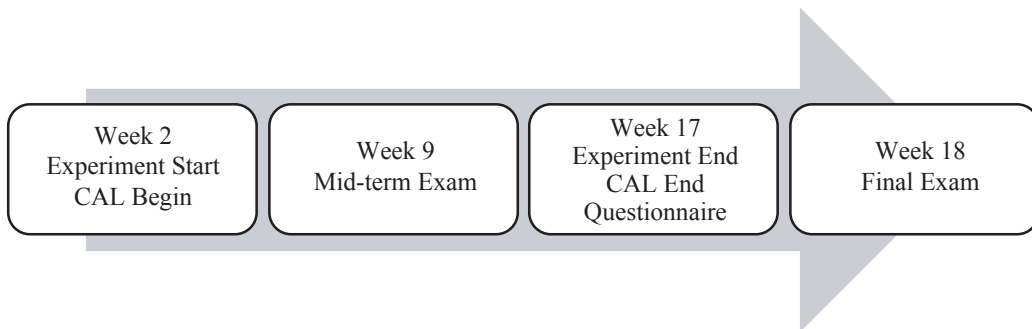 Week 2
Experiment Start
CAL Begin
Week 9
Mid-term Exam
Week 17
Experiment End
CAL End
Questionnaire
Week 18
Final Exam